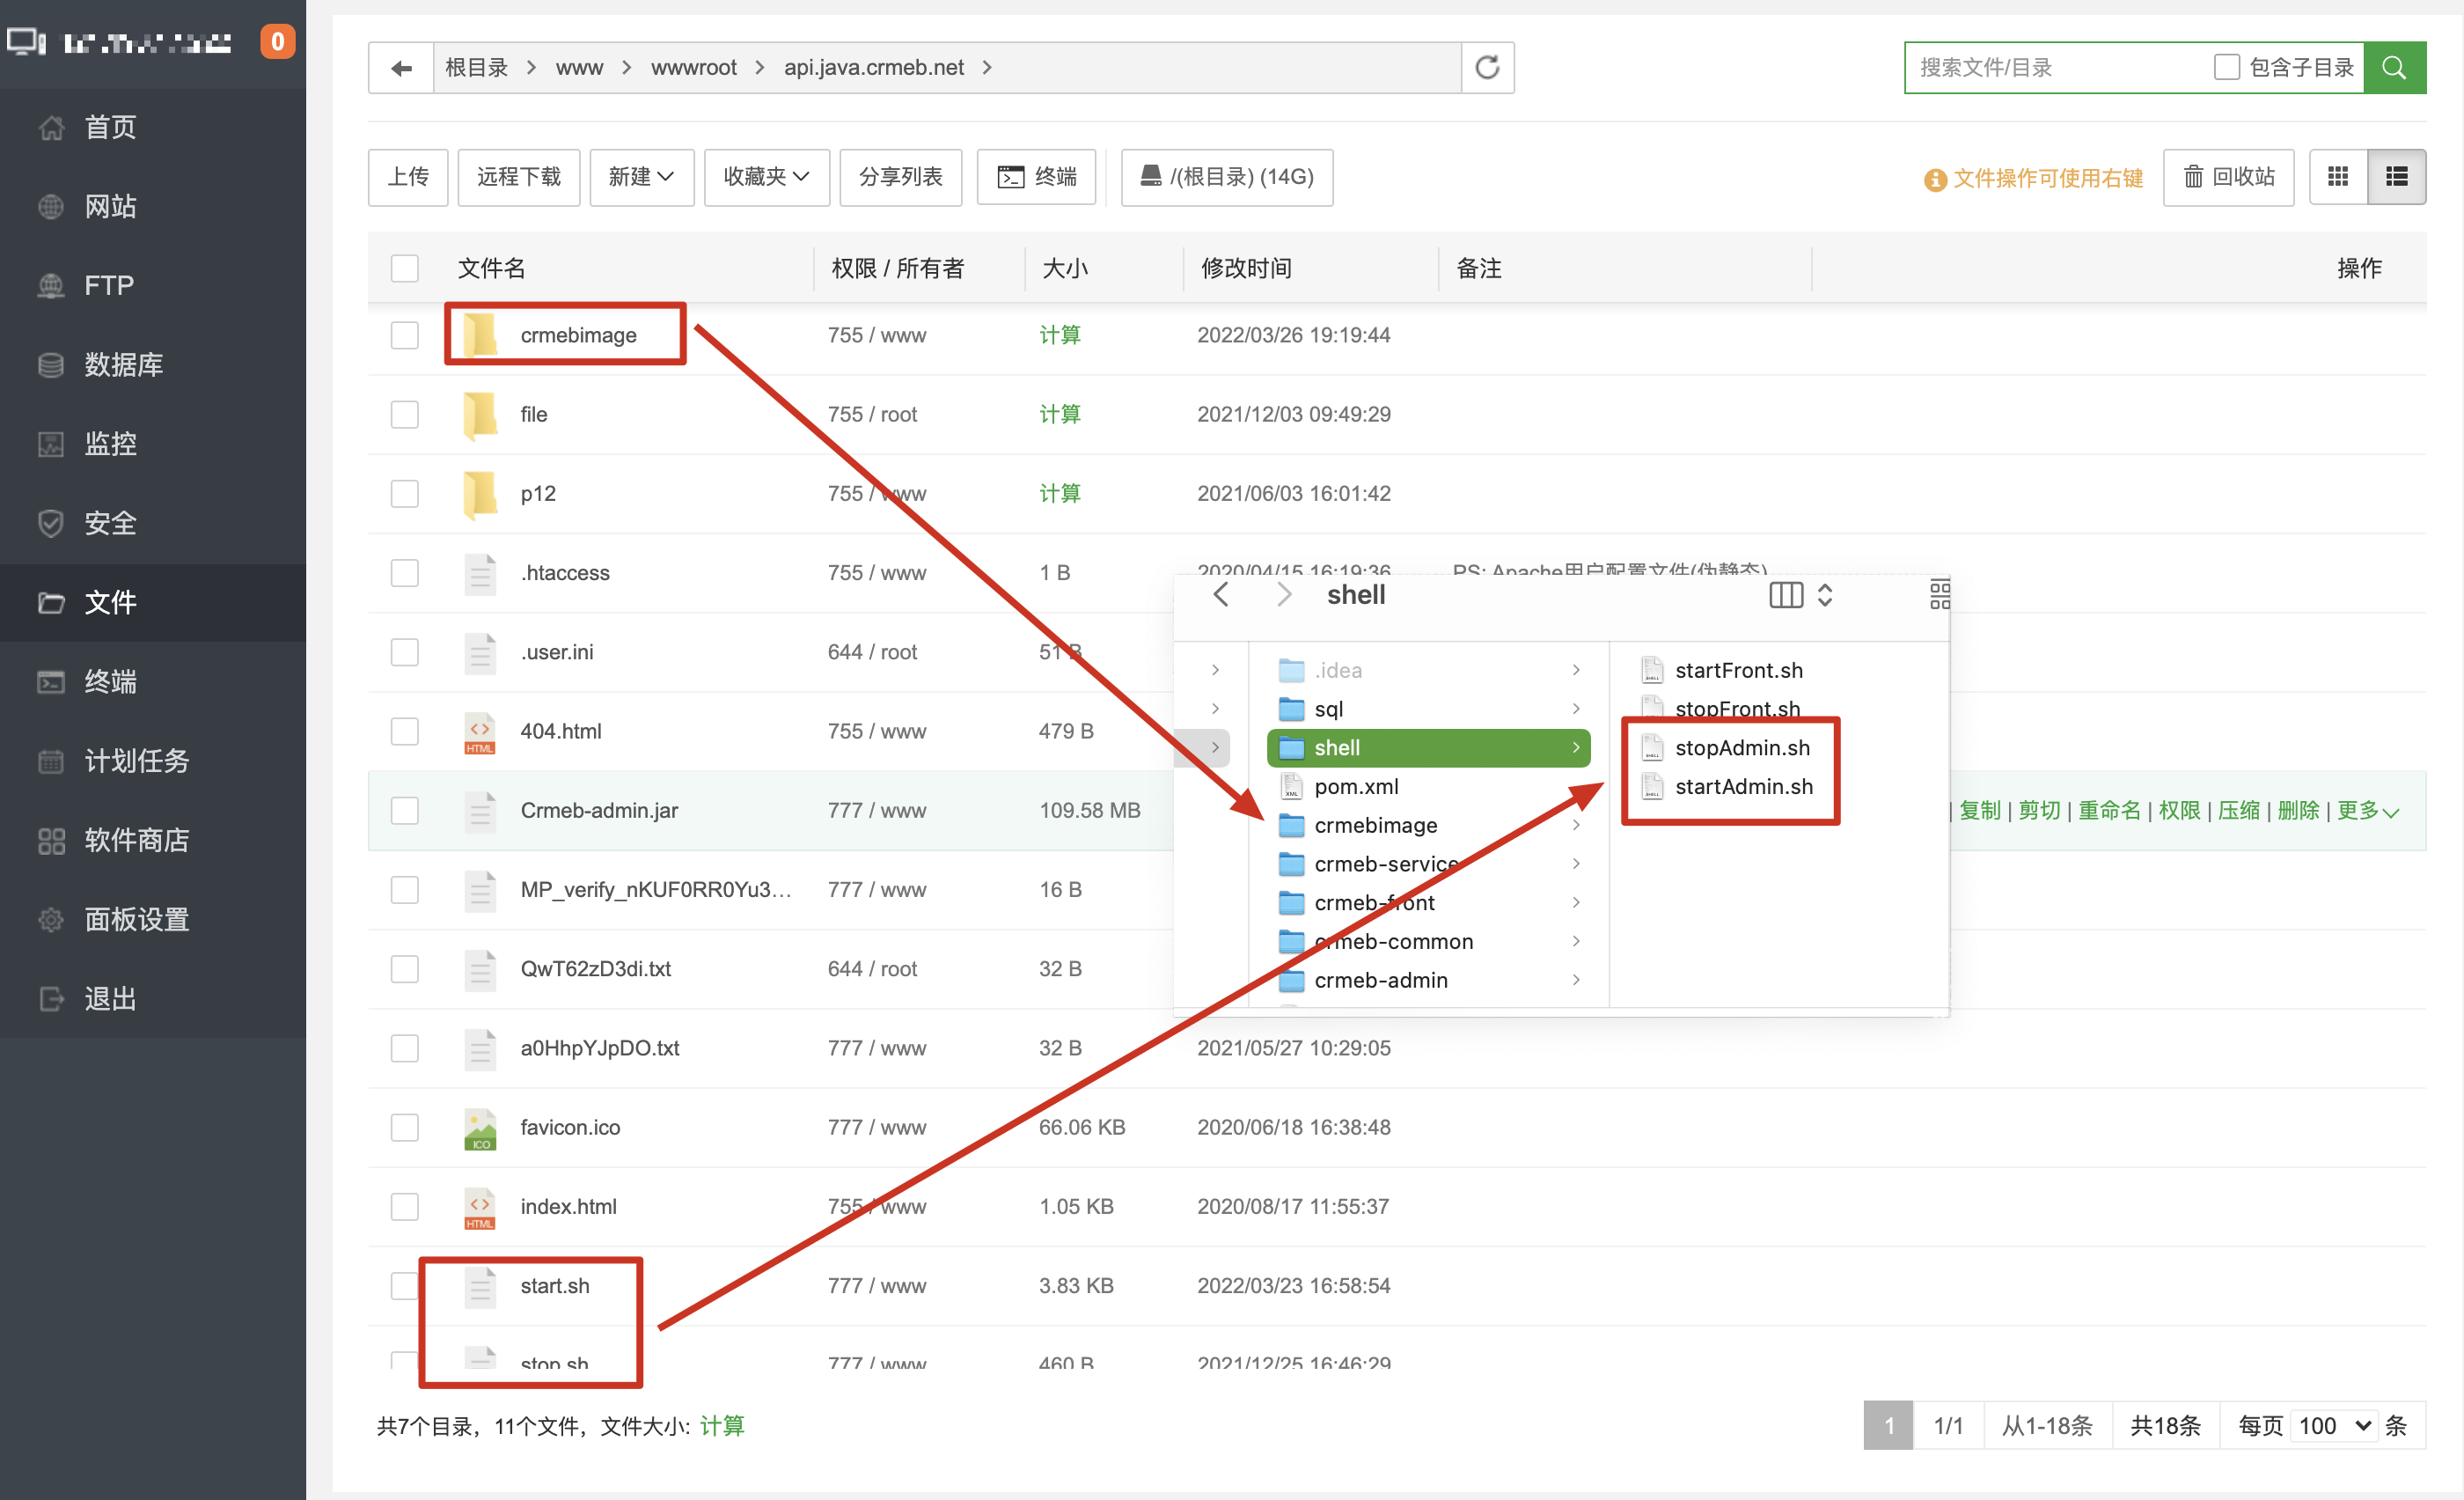 0
首页
网站
FTP
数据库
监控
安全
文件
终端
计划任务
软件商店
面板设置
退出
根目录 > www > wwwroot > api.java.crmeb.net >
搜索文件/目录 包含子目录
上传 远程下载 新建 收藏夹 分享列表 终端 /(根目录) (14G) 文件操作可使用右键 回收站
文件名 权限 / 所有者 大小 修改时间 备注 操作
crmebimage 755 / www 计算 2022/03/26 19:19:44
file 755 / root 计算 2021/12/03 09:49:29
p12 755 / www 计算 2021/06/03 16:01:42
.htaccess 755 / www 1 B 2020/04/15 16:19:36 PS: Apache用户配置文件(伪静态)
.user.ini 644 / root 51 B
404.html 755 / www 479 B
Crmeb-admin.jar 777 / www 109.58 MB | 复制 | 剪切 | 重命名 | 权限 | 压缩 | 删除 | 更多
MP_verify_nKUF0RR0Yu3... 777 / www 16 B
QwT62zD3di.txt 644 / root 32 B
a0HhpYJpDO.txt 777 / www 32 B 2021/05/27 10:29:05
favicon.ico 777 / www 66.06 KB 2020/06/18 16:38:48
index.html 755 / www 1.05 KB 2020/08/17 11:55:37
start.sh 777 / www 3.83 KB 2022/03/23 16:58:54
stop.sh 777 / www 460 B 2021/12/25 16:46:29
shell
.idea
sql
shell
pom.xml
crmebimage
crmeb-service
crmeb-front
crmeb-common
crmeb-admin
startFront.sh
stopFront.sh
stopAdmin.sh
startAdmin.sh
共7个目录，11个文件，文件大小: 计算
1 1/1 从1-18条 共18条 每页 100 条